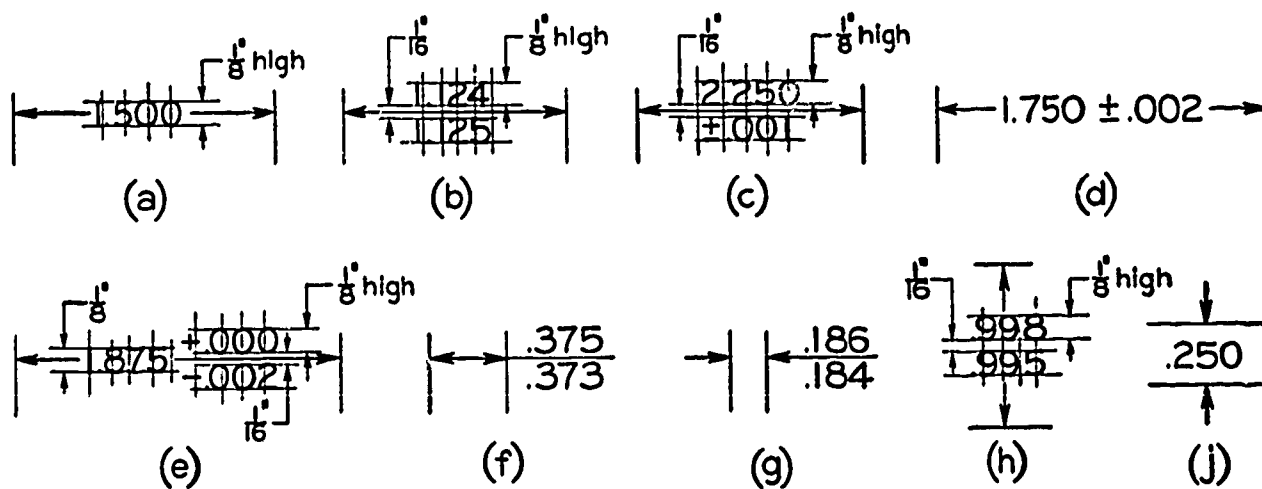 1/8" high
1.500
(a)
1/16"
1/8" high
1.24
1.25
(b)
1/16"
1/8" high
2.250
±.001
(c)
1.750 ±.002
(d)
1/8"
1/8" high
1.875
+.000
-.002
1/16"
(e)
.375
.373
(f)
.186
.184
(g)
1/16"
1/8" high
.998
.995
(h)
.250
(j)